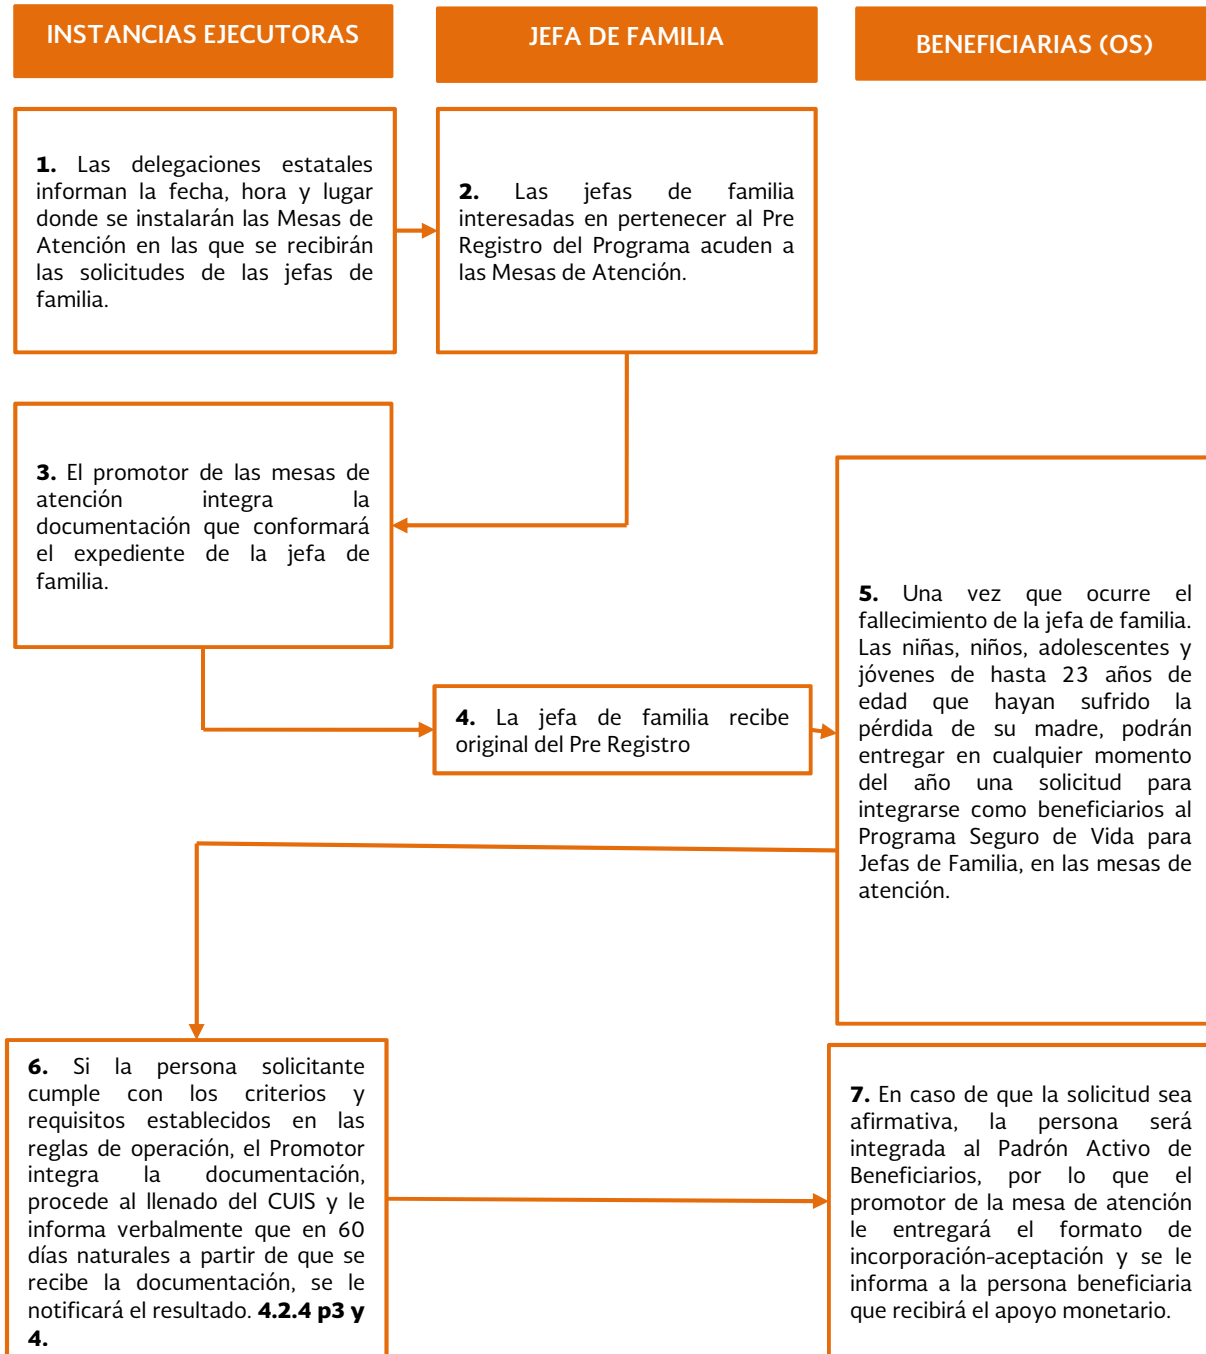 INSTANCIAS EJECUTORAS
JEFA DE FAMILIA
BENEFICIARIAS (OS)
1. Las delegaciones estatales
informan la fecha, hora y lugar
donde se instalarán las Mesas de
Atención en las que se recibirán
las solicitudes de las jefas de
familia.
2. Las jefas de familia
interesadas en pertenecer al Pre
Registro del Programa acuden a
las Mesas de Atención.
3. El promotor de las mesas de
atención integra la
documentación que conformará
el expediente de la jefa de
familia.
4. La jefa de familia recibe
original del Pre Registro
5. Una vez que ocurre el
fallecimiento de la jefa de familia.
Las niñas, niños, adolescentes y
jóvenes de hasta 23 años de
edad que hayan sufrido la
pérdida de su madre, podrán
entregar en cualquier momento
del año una solicitud para
integrarse como beneficiarios al
Programa Seguro de Vida para
Jefas de Familia, en las mesas de
atención.
6. Si la persona solicitante
cumple con los criterios y
requisitos establecidos en las
reglas de operación, el Promotor
integra la documentación,
procede al llenado del CUIS y le
informa verbalmente que en 60
días naturales a partir de que se
recibe la documentación, se le
notificará el resultado. 4.2.4 p3 y
4.
7. En caso de que la solicitud sea
afirmativa, la persona será
integrada al Padrón Activo de
Beneficiarios, por lo que el
promotor de la mesa de atención
le entregará el formato de
incorporación-aceptación y se le
informa a la persona beneficiaria
que recibirá el apoyo monetario.